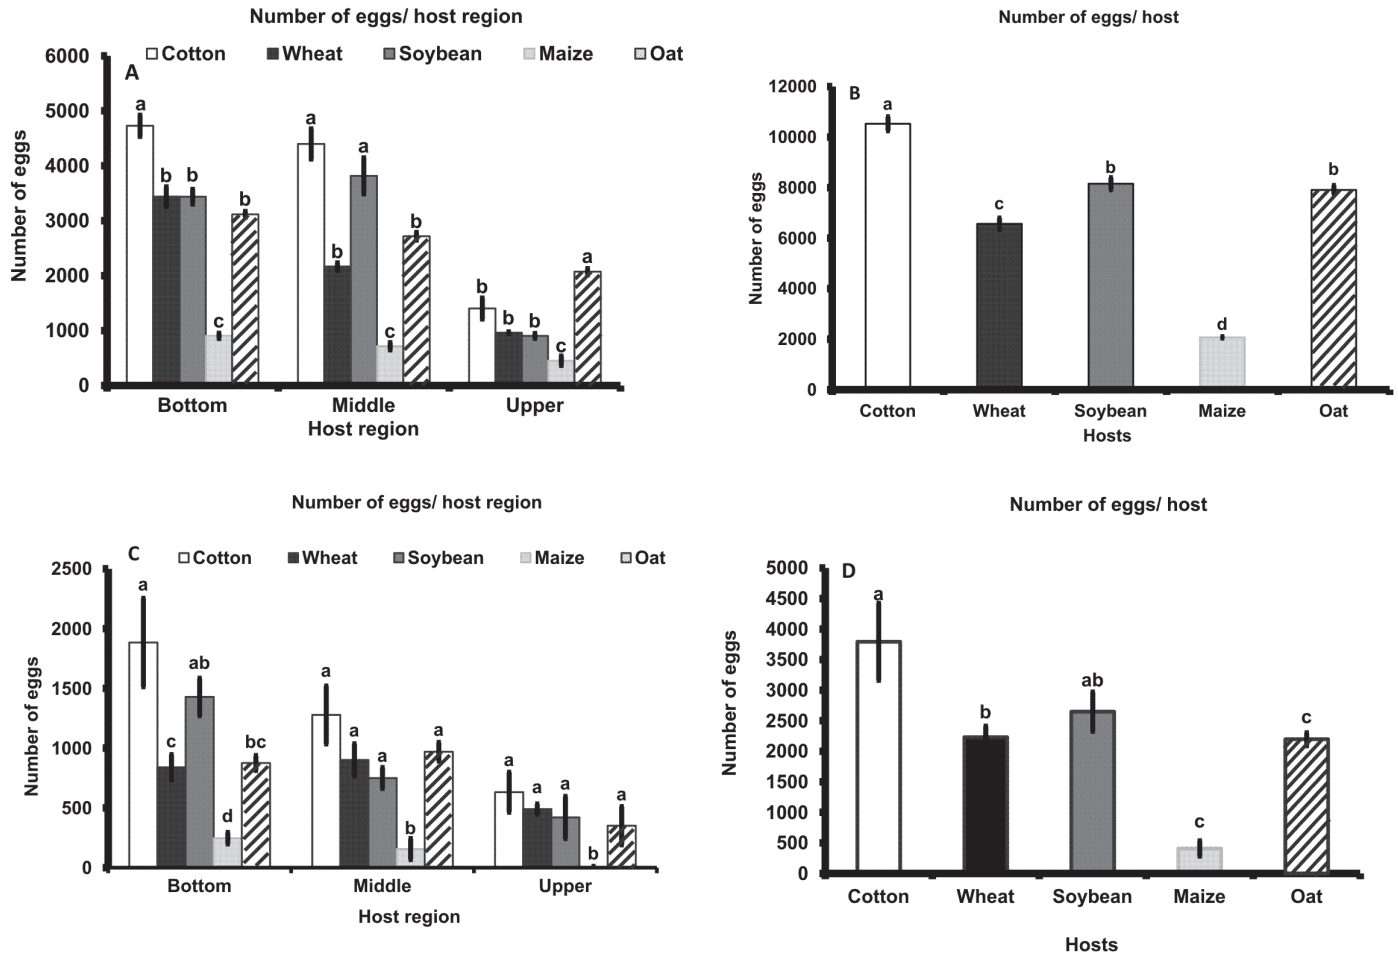 Number of eggs/ host region
Cotton Wheat Soybean Maize Oat
A
6000
5000
4000
3000
2000
1000
0
Number of eggs
a b b c b
a b a c b
b b b c a
Bottom Middle Upper
Host region
Number of eggs/ host
B
12000
10000
8000
6000
4000
2000
0
Number of eggs
a c b d b
Cotton Wheat Soybean Maize Oat
Hosts
Number of eggs/ host region
C
Cotton Wheat Soybean Maize Oat
2500
2000
1500
1000
500
0
Number of eggs
a c ab d bc
a a a b a
a a a b a
Bottom Middle Upper
Host region
Number of eggs/ host
D
5000
4500
4000
3500
3000
2500
2000
1500
1000
500
0
Number of eggs
a b ab c c
Cotton Wheat Soybean Maize Oat
Hosts